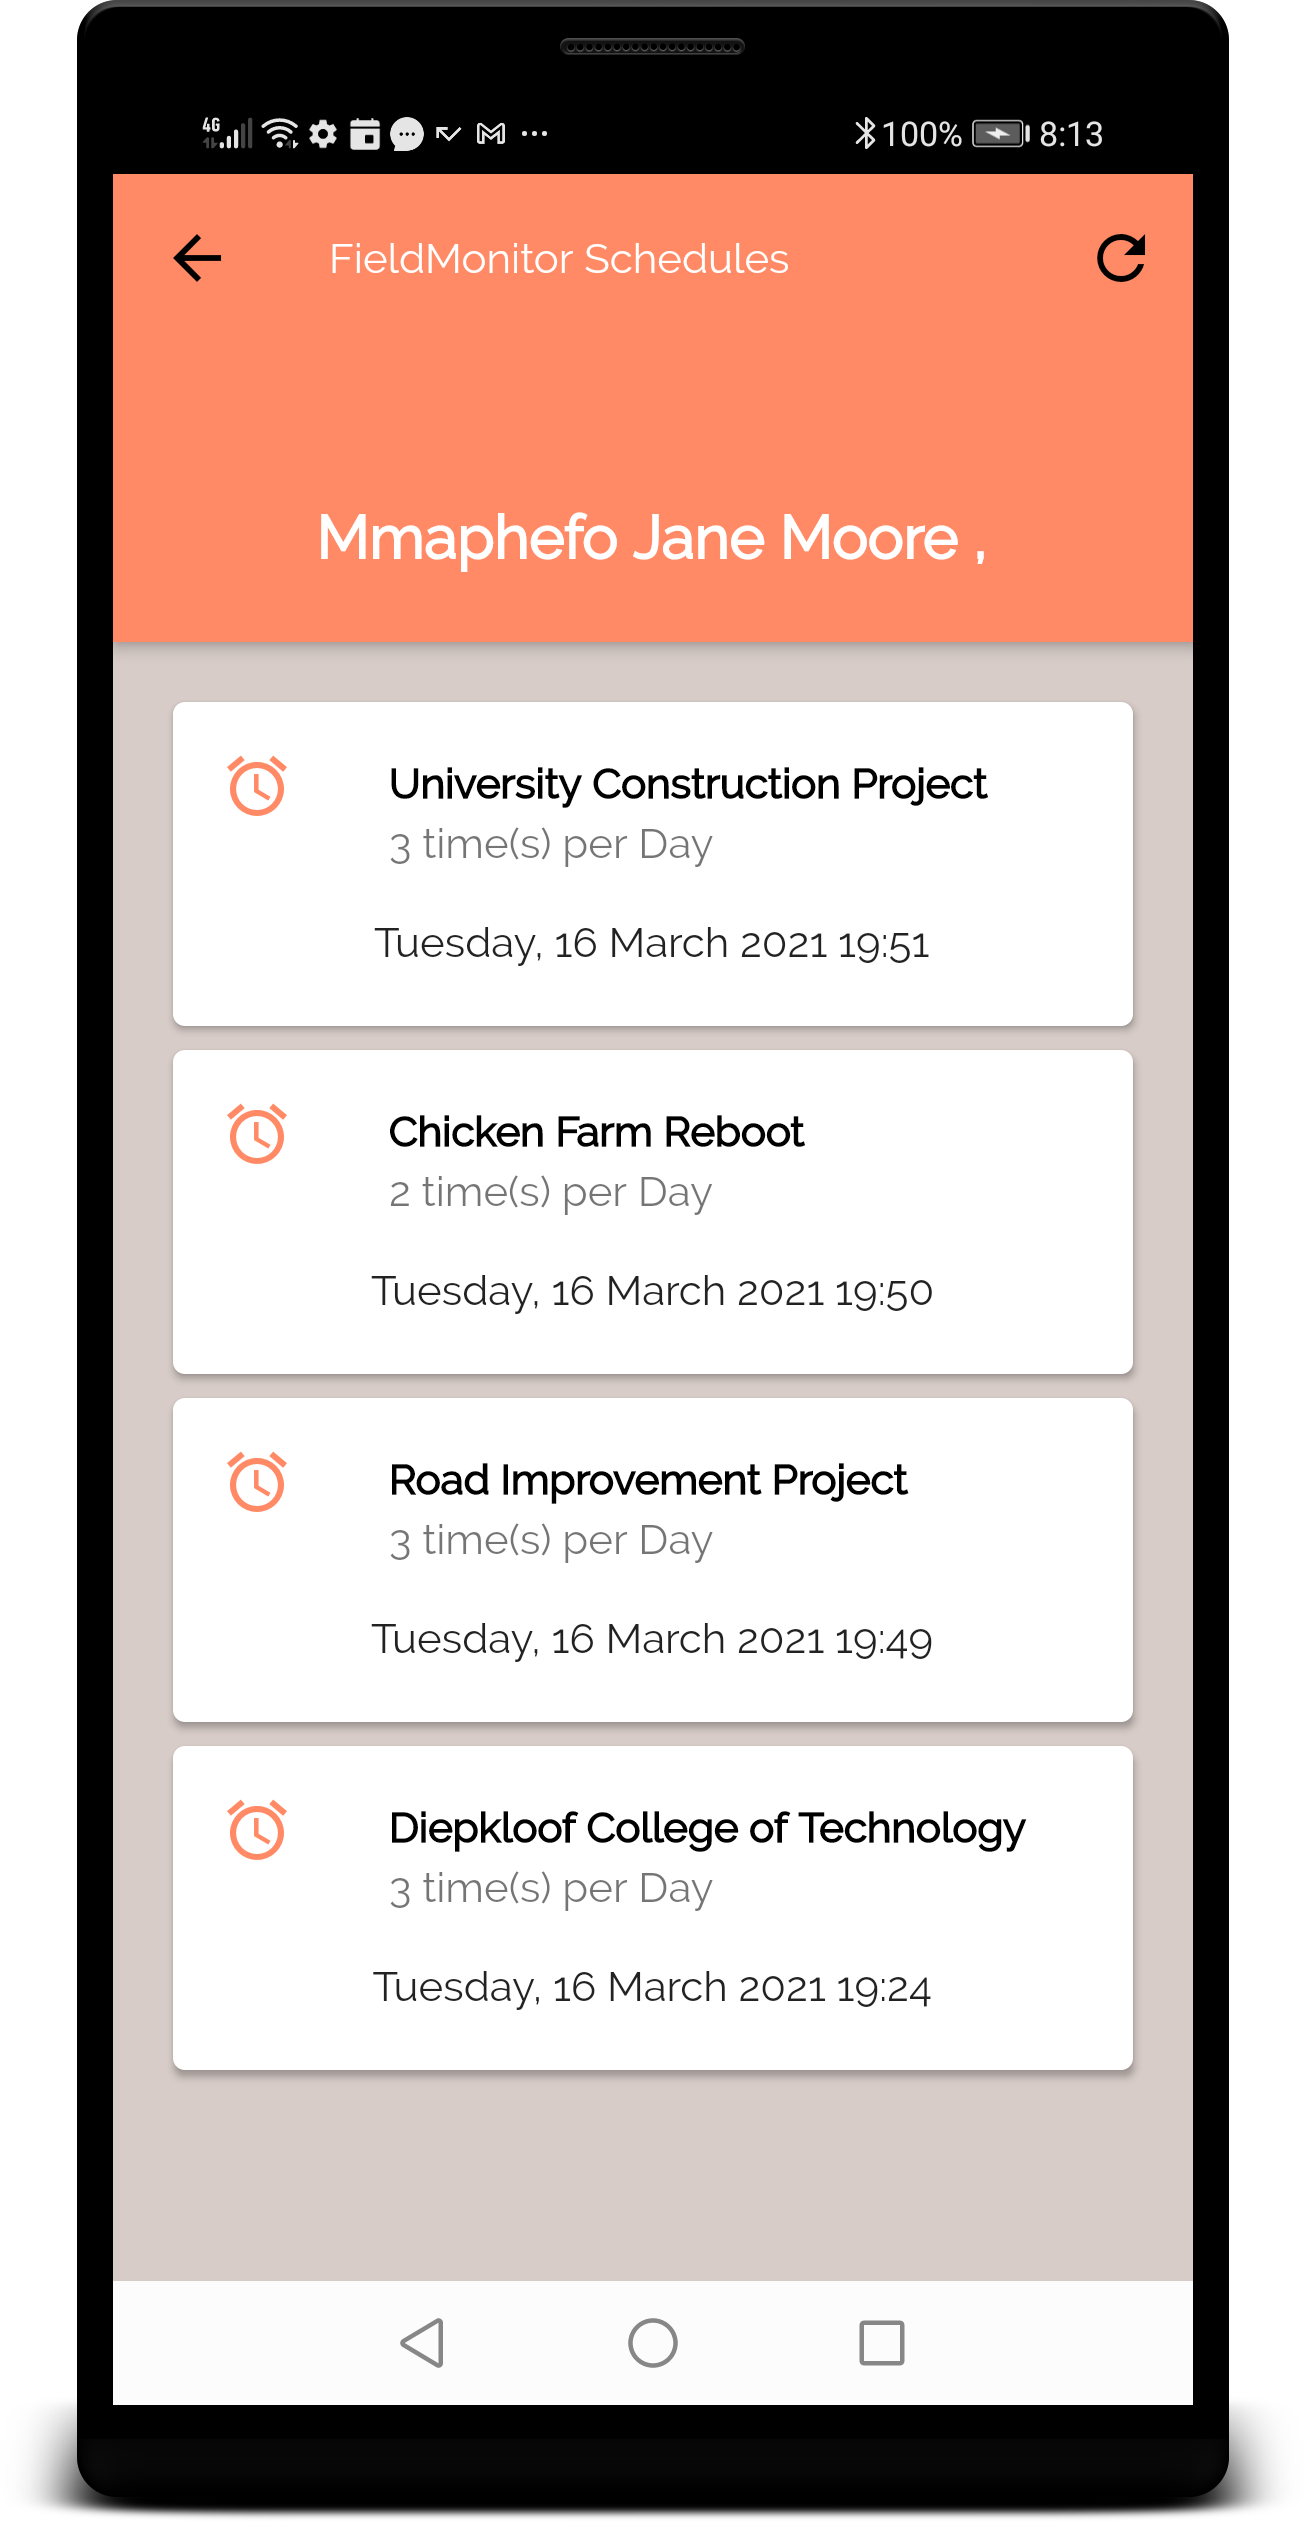 4G 100% 8:13
FieldMonitor Schedules
Mmaphefo Jane Moore ,
University Construction Project
3 time(s) per Day
Tuesday, 16 March 2021 19:51
Chicken Farm Reboot
2 time(s) per Day
Tuesday, 16 March 2021 19:50
Road Improvement Project
3 time(s) per Day
Tuesday, 16 March 2021 19:49
Diepkloof College of Technology
3 time(s) per Day
Tuesday, 16 March 2021 19:24